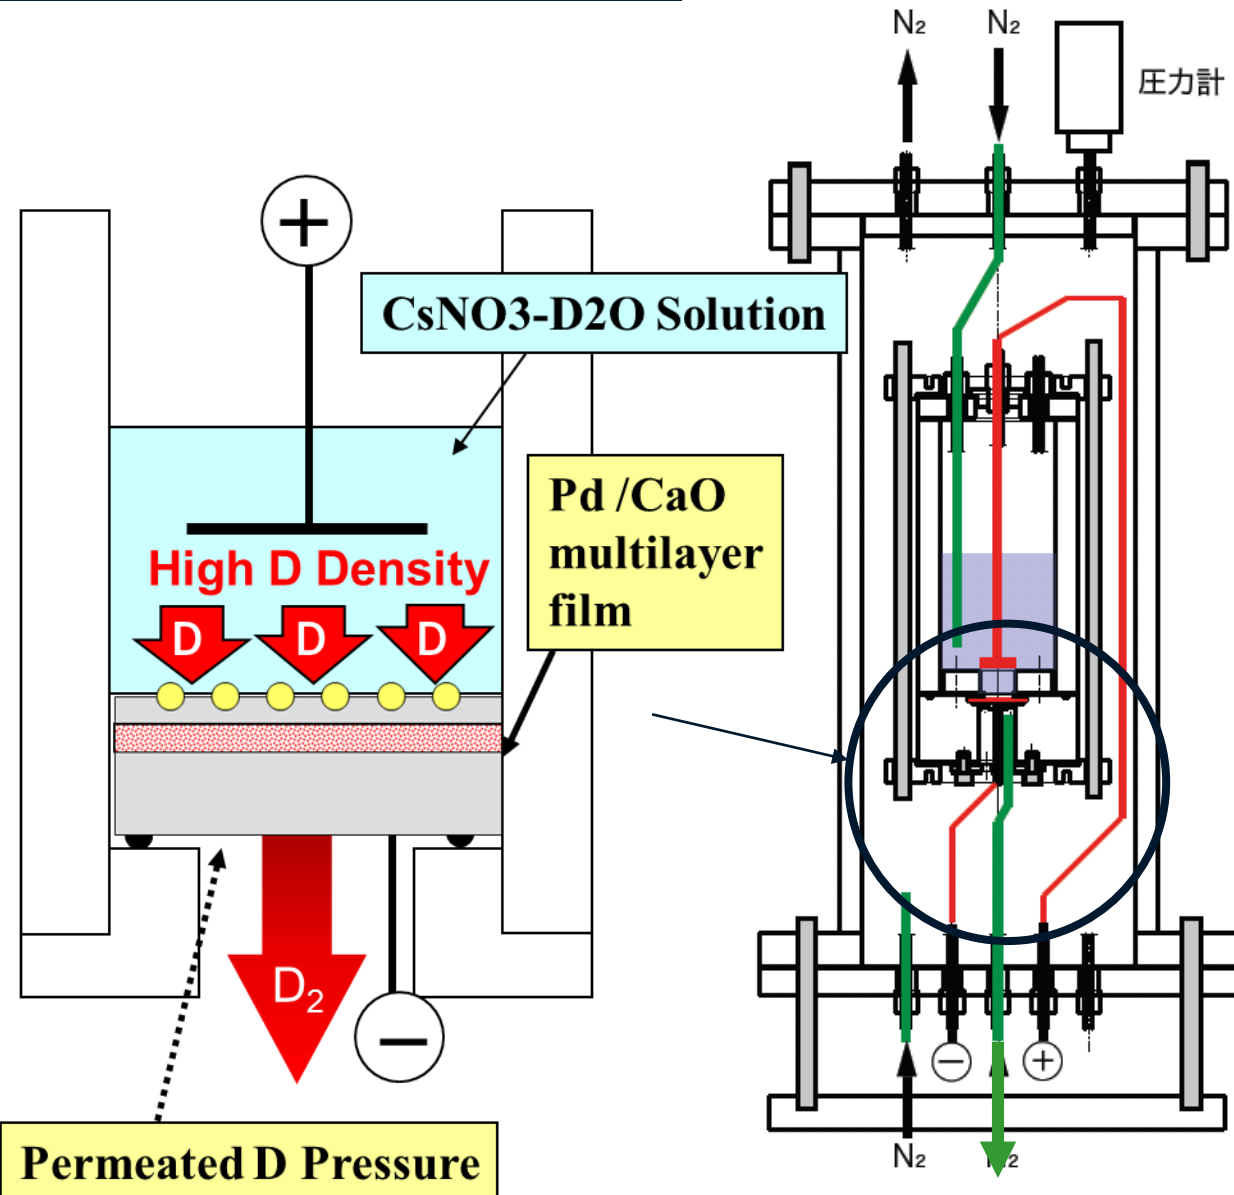 N₂
N₂
圧力計
+
CsNO3-D2O Solution
Pd /CaO
multilayer
film
High D Density
D
D
D
D₂
−
Permeated D Pressure
−
+
N₂
N₂